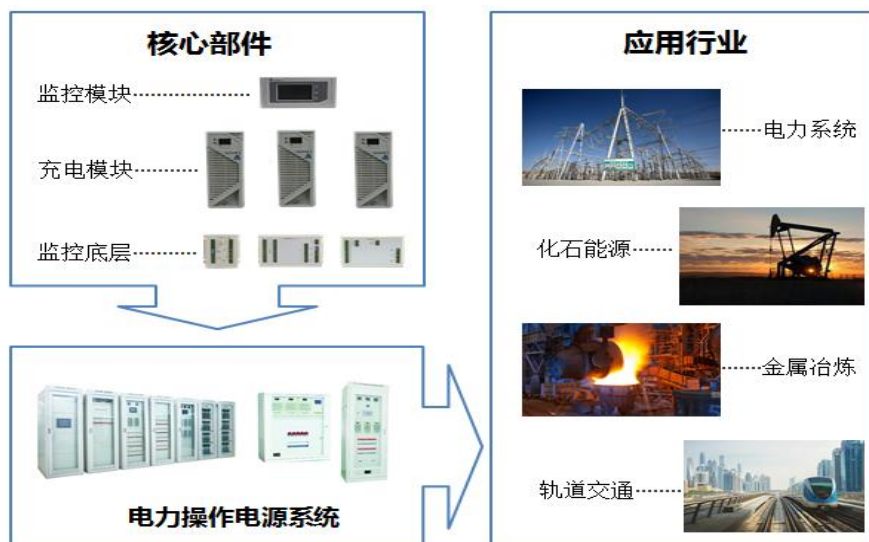 核心部件
监控模块
充电模块
监控底层
电力操作电源系统
应用行业
电力系统
化石能源
金属冶炼
轨道交通